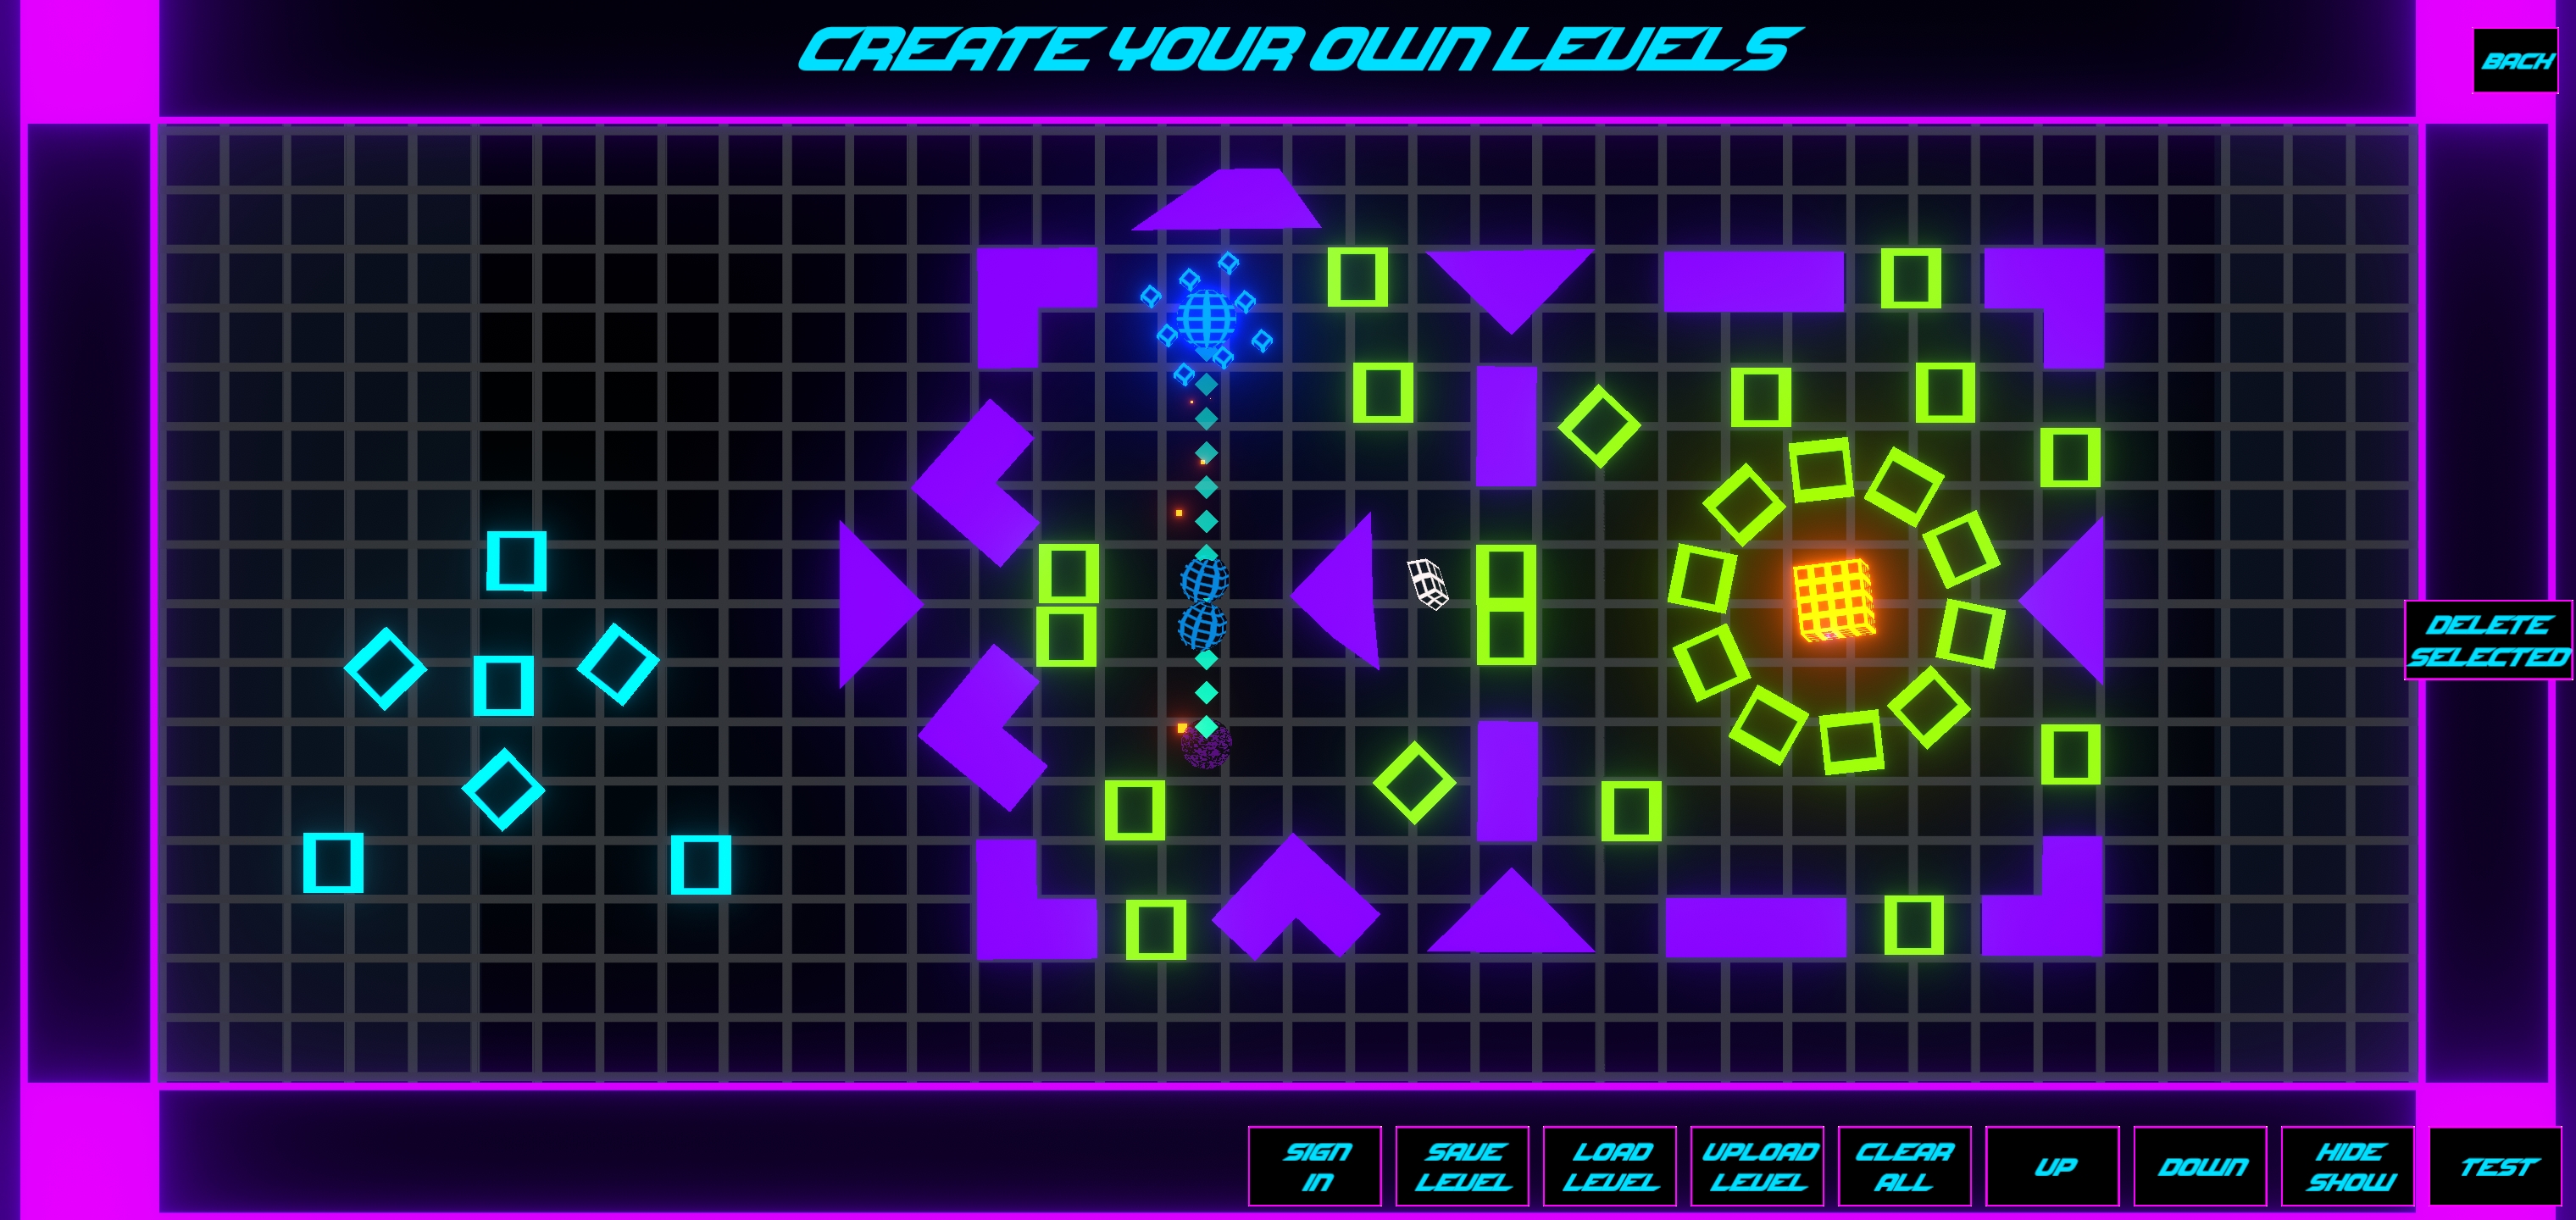 CREATE YOUR OWN LEVELS
BACK
DELETE
SELECTED
SIGN
IN
SAVE
LEVEL
LOAD
LEVEL
UPLOAD
LEVEL
CLEAR
ALL
UP
DOWN
HIDE
SHOW
TEST